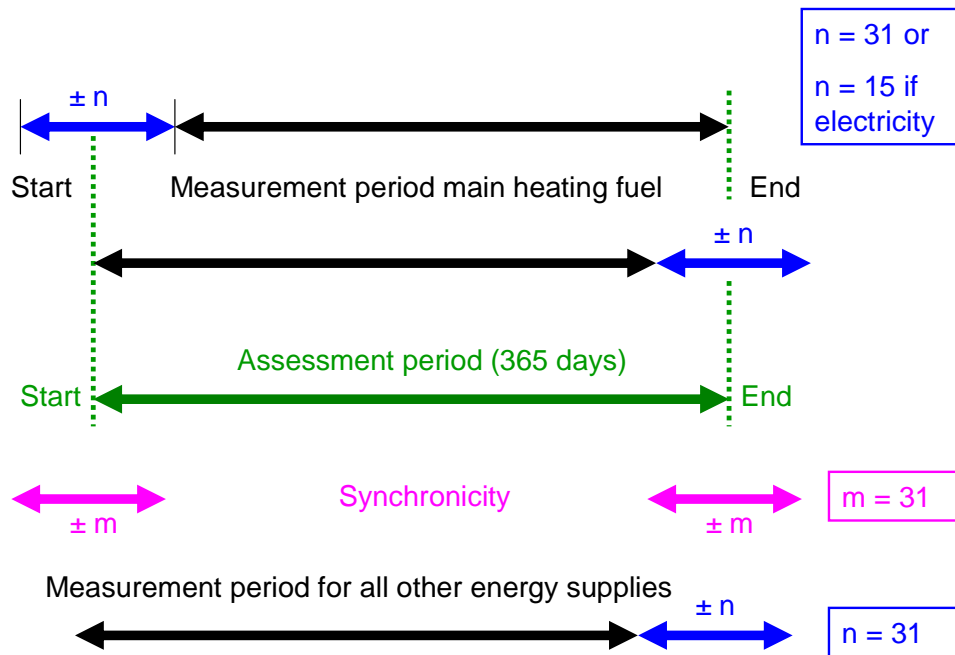 n = 31 or
n = 15 if
electricity
± n
Start
Measurement period main heating fuel
End
± n
Assessment period (365 days)
Start
End
Synchronicity
m = 31
± m
± m
Measurement period for all other energy supplies
± n
n = 31